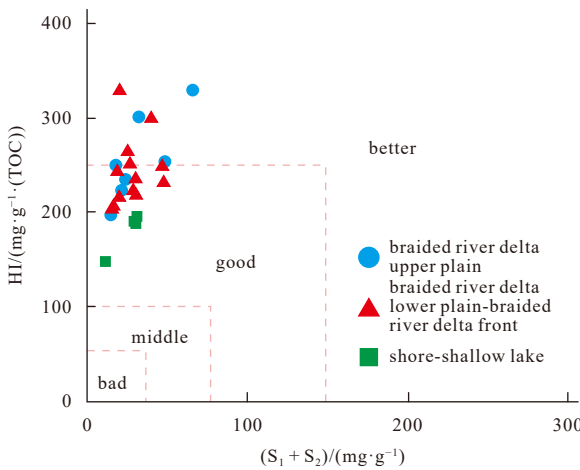 400
300
200
100
0
0
100
200
300
HI/(mg·g⁻¹·(TOC))
(S₁ + S₂)/(mg·g⁻¹)
better
good
middle
bad
braided river delta
upper plain
braided river delta
lower plain-braided
river delta front
shore-shallow lake